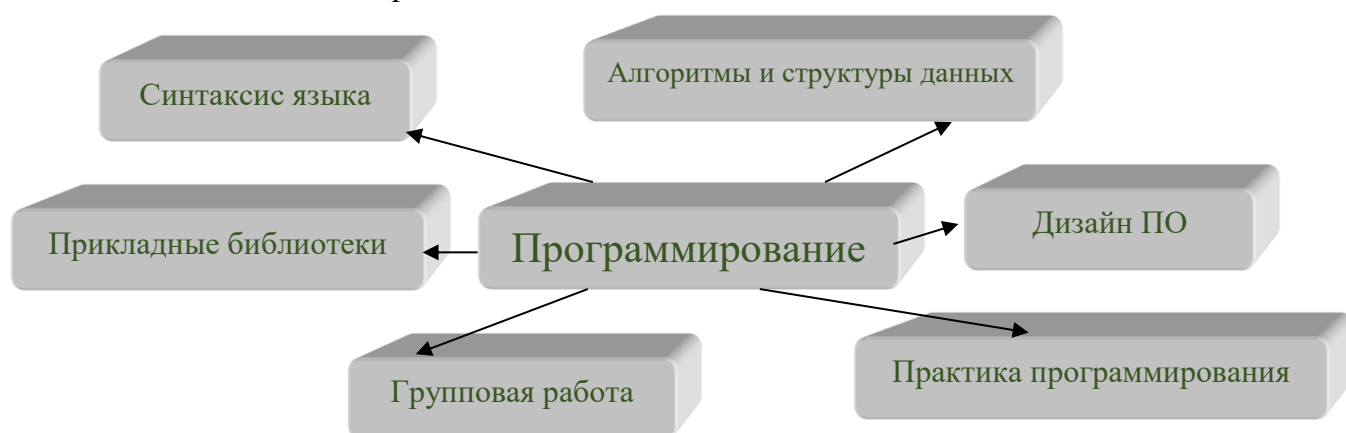 Алгоритмы и структуры данных
Синтаксис языка
Дизайн ПО
Прикладные библиотеки
Программирование
Практика программирования
Групповая работа